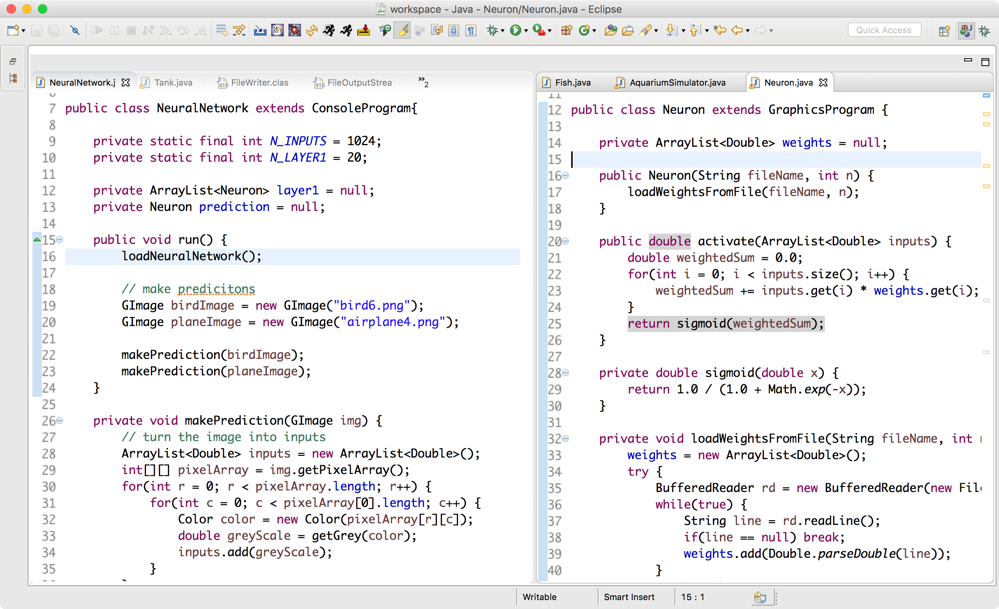 workspace - Java - Neuron/Neuron.java - Eclipse
Quick Access
NeuralNetwork.j
Tank.java
FileWriter.clas
FileOutputStrea
»2
7 public class NeuralNetwork extends ConsoleProgram{
8
9 private static final int N_INPUTS = 1024;
10 private static final int N_LAYER1 = 20;
11
12 private ArrayList<Neuron> layer1 = null;
13 private Neuron prediction = null;
14
15 public void run() {
16 loadNeuralNetwork();
17
18 // make predicitons
19 GImage birdImage = new GImage("bird6.png");
20 GImage planeImage = new GImage("airplane4.png");
21
22 makePrediction(birdImage);
23 makePrediction(planeImage);
24 }
25
26 private void makePrediction(GImage img) {
27 // turn the image into inputs
28 ArrayList<Double> inputs = new ArrayList<Double>();
29 int[][] pixelArray = img.getPixelArray();
30 for(int r = 0; r < pixelArray.length; r++) {
31 for(int c = 0; c < pixelArray[0].length; c++) {
32 Color color = new Color(pixelArray[r][c]);
33 double greyScale = getGrey(color);
34 inputs.add(greyScale);
35 }
Fish.java
AquariumSimulator.java
Neuron.java
11
12 public class Neuron extends GraphicsProgram {
13
14 private ArrayList<Double> weights = null;
15
16 public Neuron(String fileName, int n) {
17 loadWeightsFromFile(fileName, n);
18 }
19
20 public double activate(ArrayList<Double> inputs) {
21 double weightedSum = 0.0;
22 for(int i = 0; i < inputs.size(); i++) {
23 weightedSum += inputs.get(i) * weights.get(i);
24 }
25 return sigmoid(weightedSum);
26 }
27
28 private double sigmoid(double x) {
29 return 1.0 / (1.0 + Math.exp(-x));
30 }
31
32 private void loadWeightsFromFile(String fileName, int
33 weights = new ArrayList<Double>();
34 try {
35 BufferedReader rd = new BufferedReader(new File
36 while(true) {
37 String line = rd.readLine();
38 if(line == null) break;
39 weights.add(Double.parseDouble(line));
40 }
Writable
Smart Insert
15 : 1